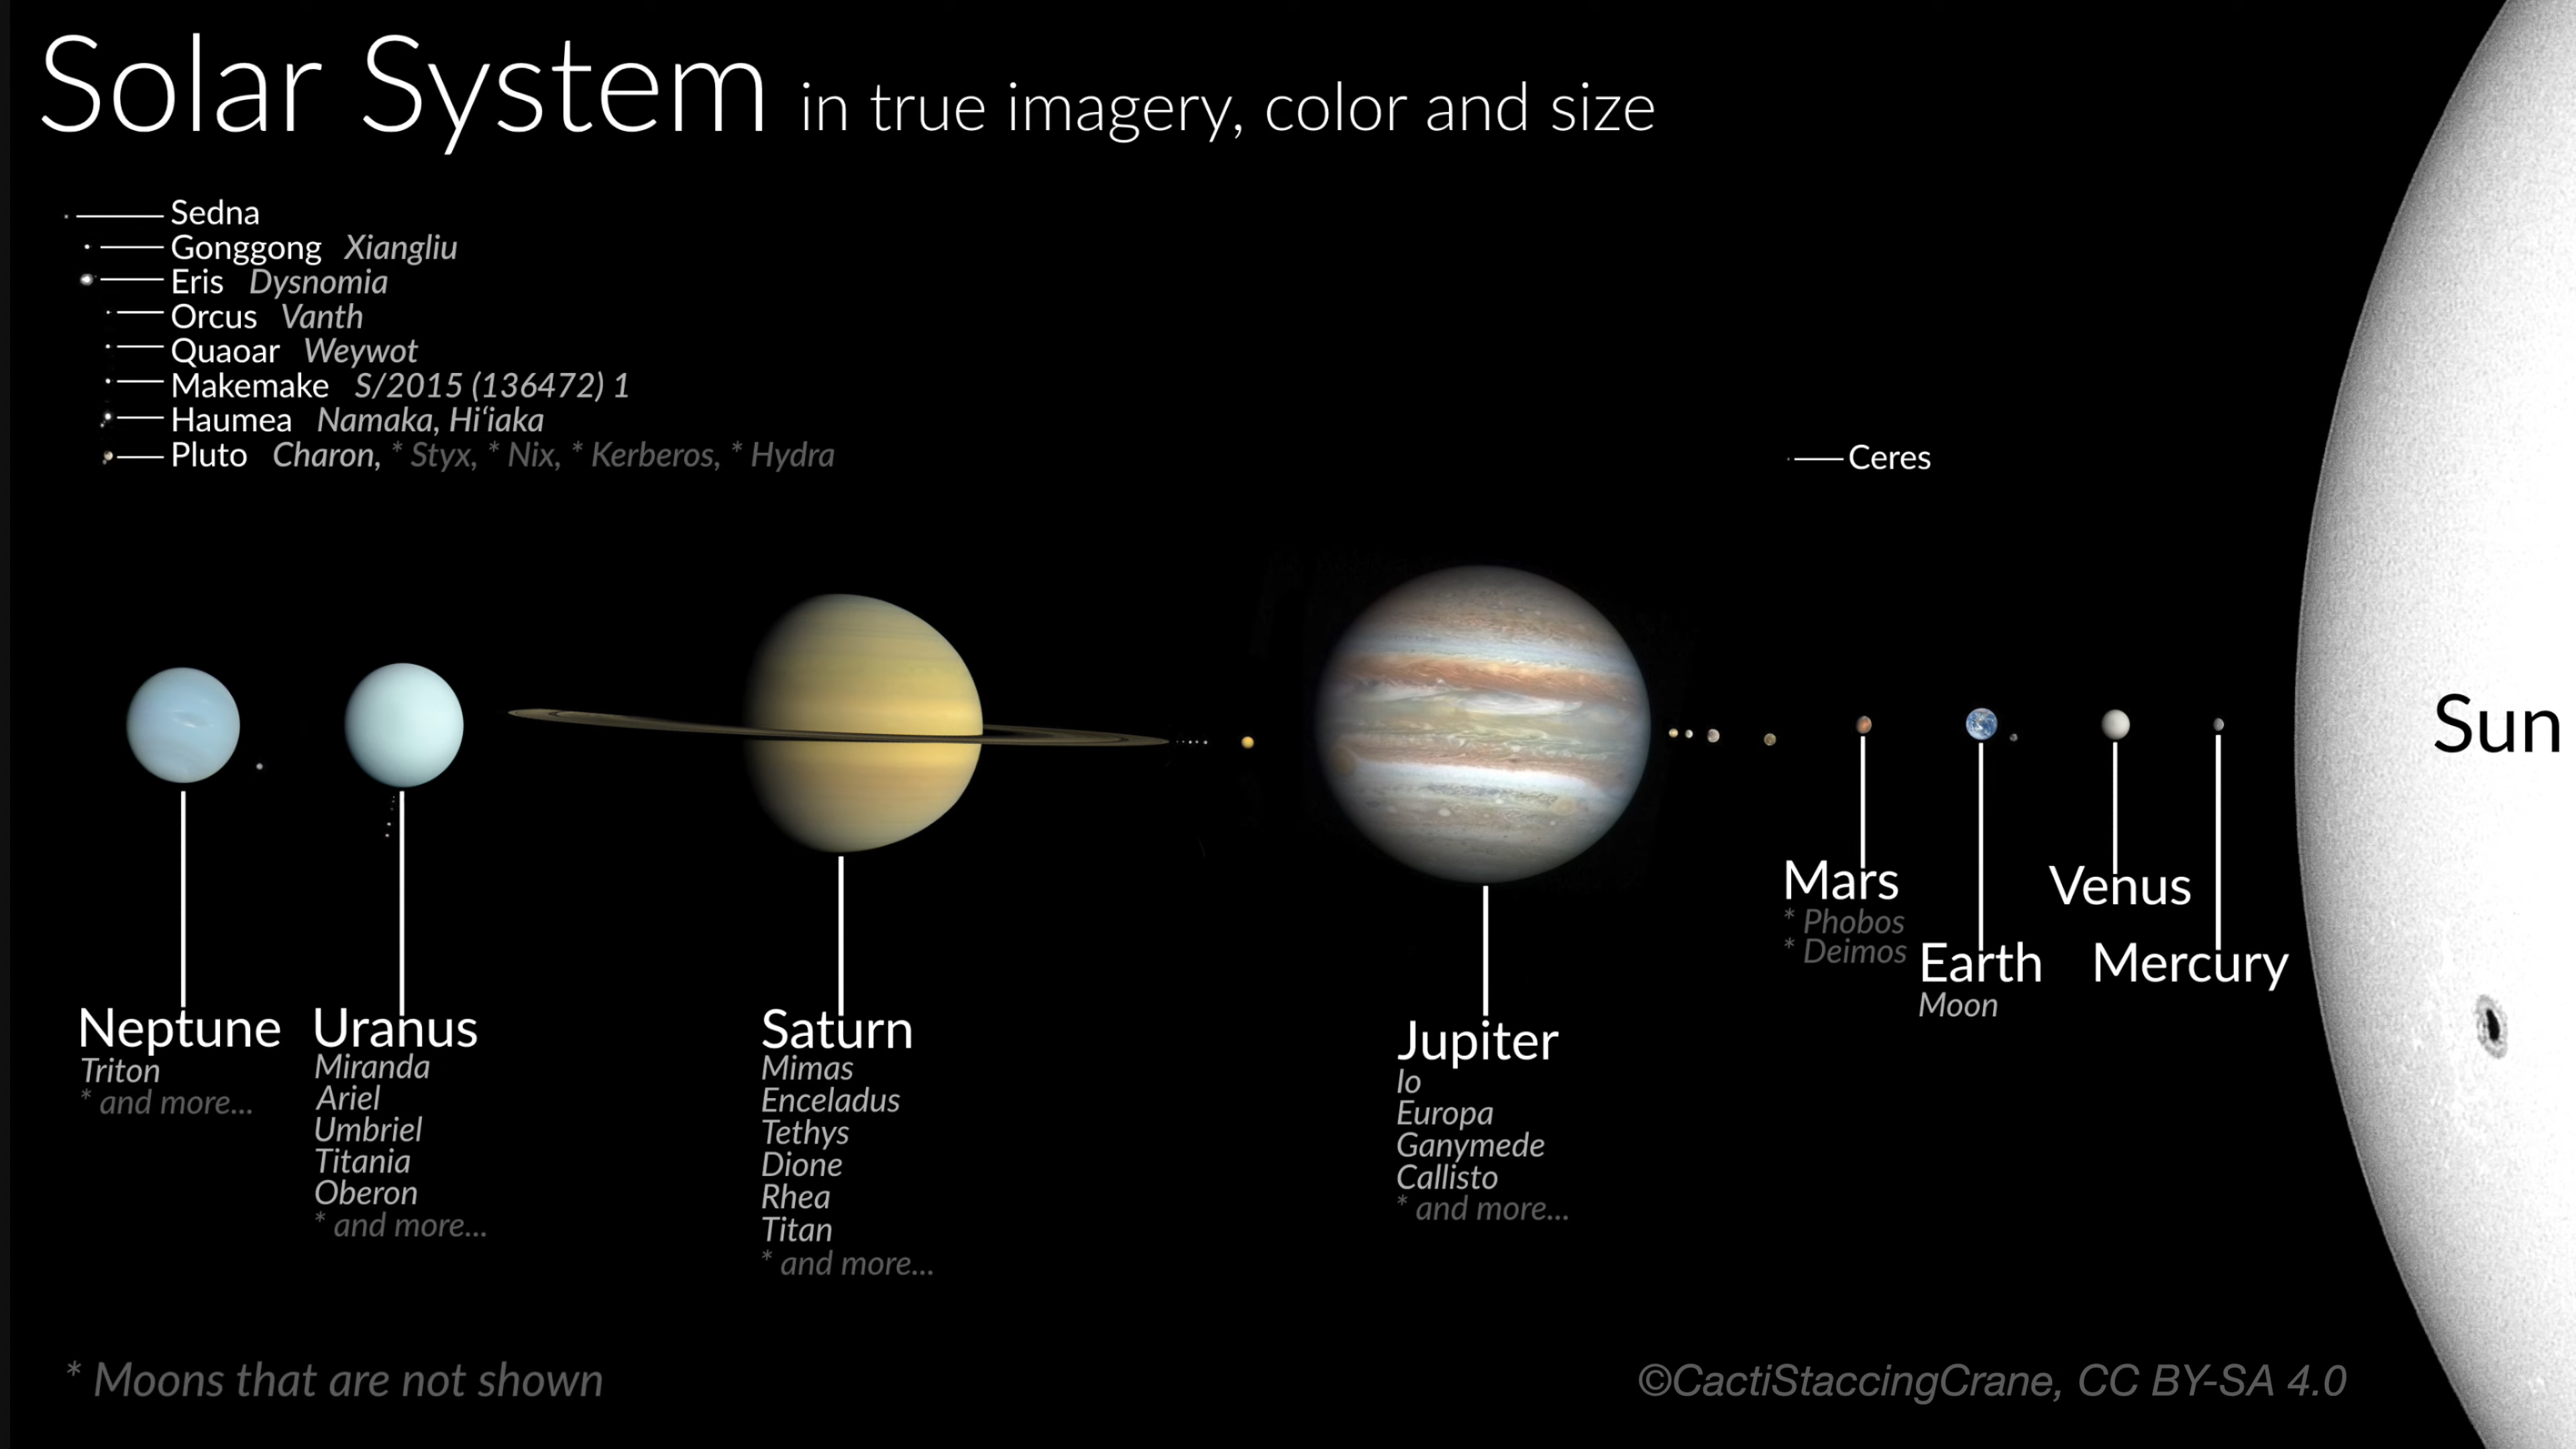 Solar System in true imagery, color and size
Sedna
Gonggong Xiangliu
Eris Dysnomia
Orcus Vanth
Quaoar Weywot
Makemake S/2015 (136472) 1
Haumea Namaka, Hiʻiaka
Pluto Charon, * Styx, * Nix, * Kerberos, * Hydra
Ceres
Sun
Neptune
Triton
* and more...
Uranus
Miranda
Ariel
Umbriel
Titania
Oberon
* and more...
Saturn
Mimas
Enceladus
Tethys
Dione
Rhea
Titan
* and more...
Jupiter
Io
Europa
Ganymede
Callisto
* and more...
Mars
* Phobos
* Deimos
Earth
Moon
Venus
Mercury
* Moons that are not shown
©CactiStaccingCrane, CC BY-SA 4.0